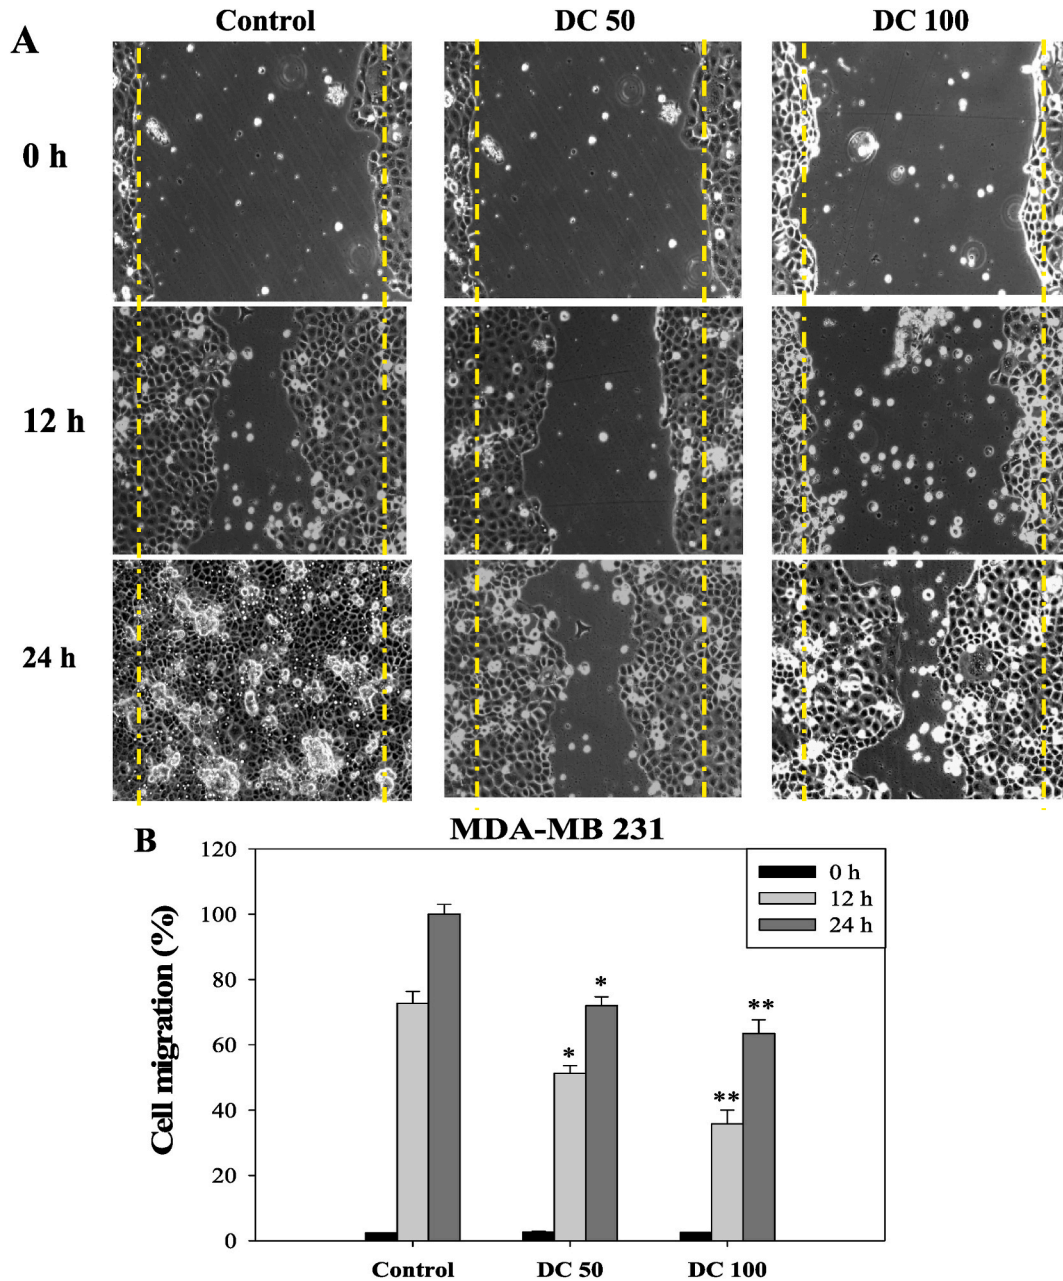 A
Control
DC 50
DC 100
0 h
12 h
24 h
B
MDA-MB 231
Cell migration (%)
120
100
80
60
40
20
0
0 h
12 h
24 h
*
*
**
**
Control
DC 50
DC 100